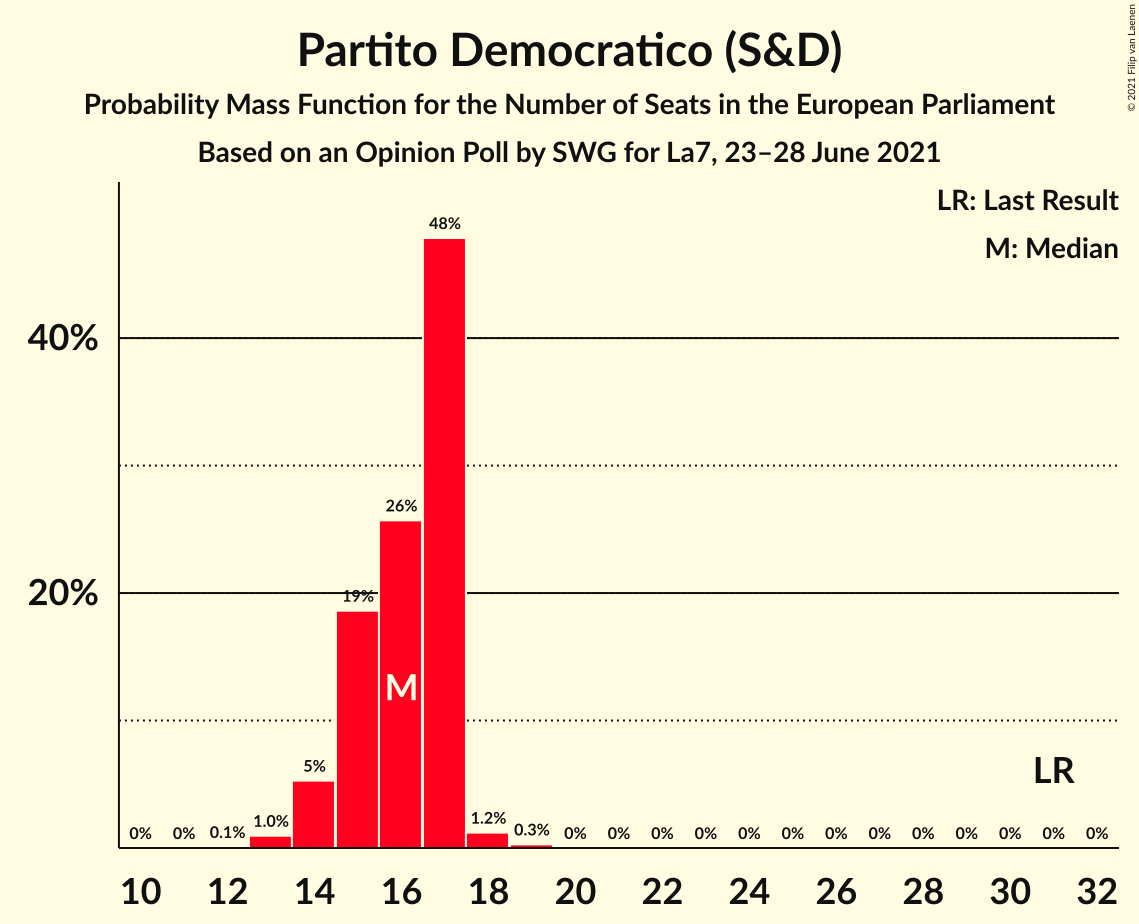 Partito Democratico (S&D)
Probability Mass Function for the Number of Seats in the European Parliament
Based on an Opinion Poll by SWG for La7, 23–28 June 2021
© 2021 Filip van Laenen
LR: Last Result
M: Median
40%
20%
0% 0% 0.1% 1.0% 5% 19% 26% 48% 1.2% 0.3% 0% 0% 0% 0% 0% 0% 0% 0% 0% 0% 0% 0% 0%
M
LR
10 12 14 16 18 20 22 24 26 28 30 32